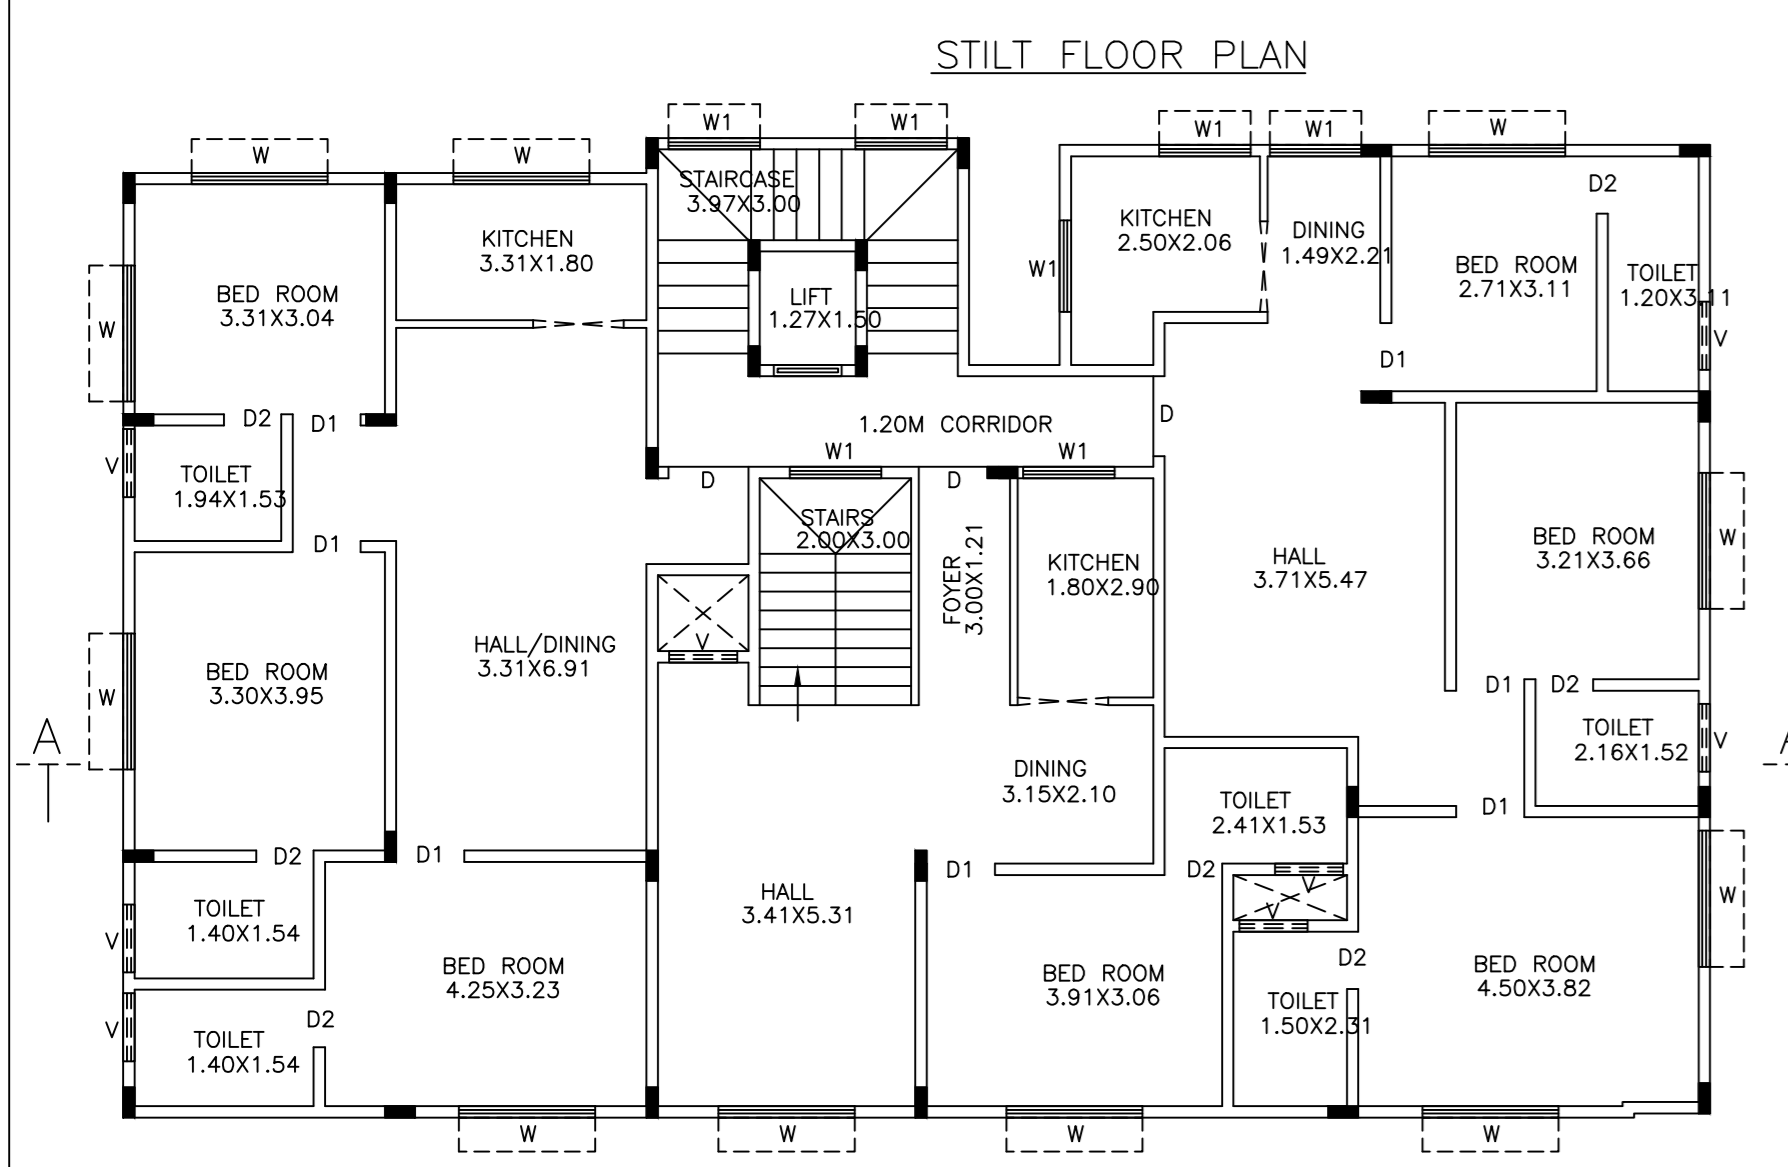 STILT FLOOR PLAN
W
W
W1
W1
W1
W1
W
STAIRCASE
3.97X3.00
D2
KITCHEN
2.50X2.06
DINING
1.49X2.21
KITCHEN
3.31X1.80
W1
BED ROOM
2.71X3.11
TOILET
1.20X3.11
BED ROOM
3.31X3.04
LIFT
1.27X1.50
W
V
D1
D2
D1
1.20M CORRIDOR
D
W1
W1
V
TOILET
1.94X1.53
D
D
STAIRS
2.00X3.00
D1
FOYER
3.00X1.21
KITCHEN
1.80X2.90
HALL
3.71X5.47
BED ROOM
3.21X3.66
W
HALL/DINING
3.31X6.91
V
BED ROOM
3.30X3.95
W
D1
D2
A
TOILET
2.16X1.52
V
A
DINING
3.15X2.10
TOILET
2.41X1.53
D1
D2
D1
D1
D2
HALL
3.41X5.31
V
V
W
TOILET
1.40X1.54
V
BED ROOM
4.25X3.23
BED ROOM
3.91X3.06
D2
BED ROOM
4.50X3.82
TOILET
1.50X2.31
V
D2
TOILET
1.40X1.54
W
W
W
W